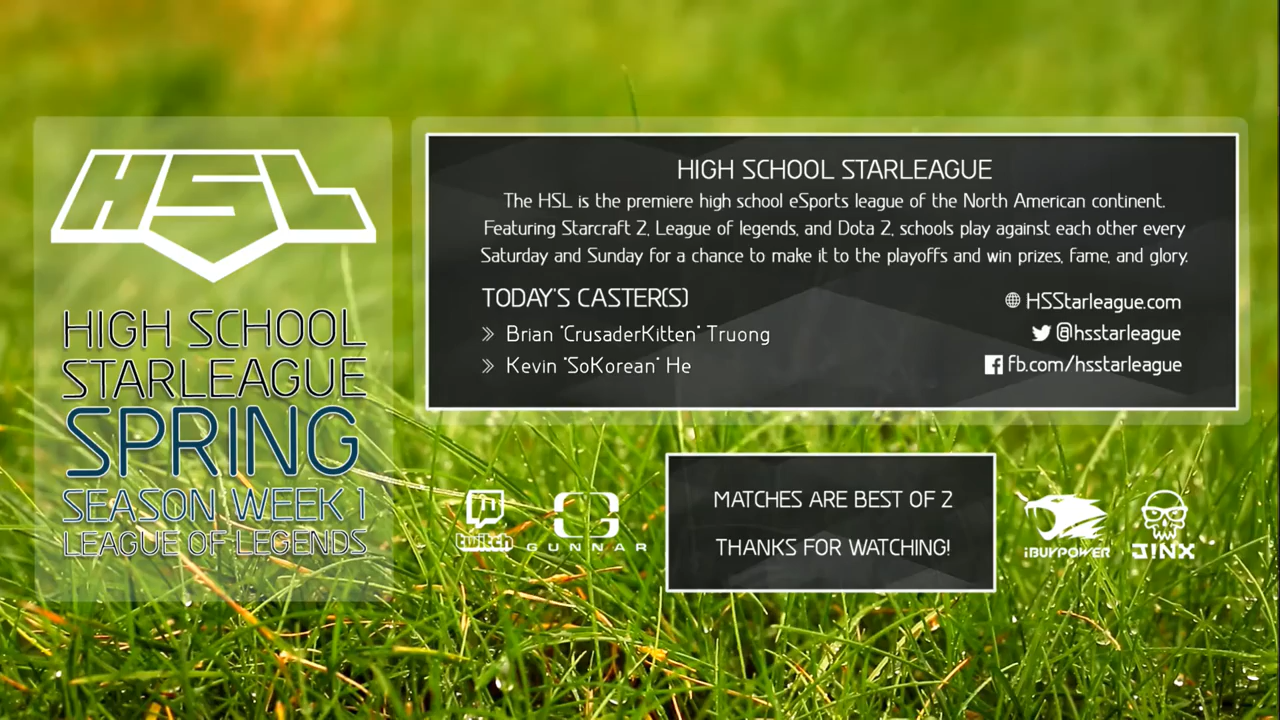 HSL
HIGH SCHOOL
STARLEAGUE
SPRING
SEASON WEEK 1
LEAGUE OF LEGENDS
HIGH SCHOOL STARLEAGUE
The HSL is the premiere high school eSports league of the North American continent.
Featuring Starcraft 2, League of legends, and Dota 2, schools play against each other every
Saturday and Sunday for a chance to make it to the playoffs and win prizes, fame, and glory.
TODAY'S CASTER(S)
» Brian "CrusaderKitten" Truong
» Kevin "SoKorean" He
HSStarleague.com
@hsstarleague
fb.com/hsstarleague
twitch
GUNNAR
MATCHES ARE BEST OF 2
THANKS FOR WATCHING!
iBUYPOWER
JINX